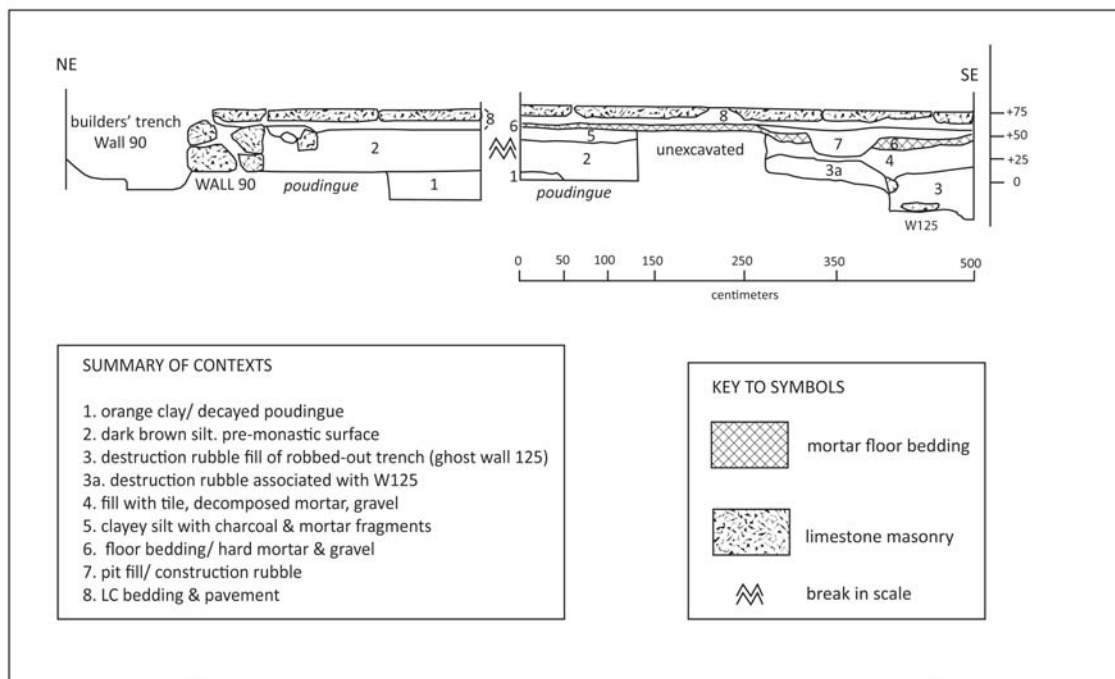 NE
SE
builders' trench
Wall 90
WALL 90
poudingue
1
2
8
6
5
2
1
poudingue
unexcavated
8
7
6
4
3a
3
W125
+75
+50
+25
0
0 50 100 150 250 350 500
centimeters
SUMMARY OF CONTEXTS
1. orange clay/ decayed poudingue
2. dark brown silt. pre-monastic surface
3. destruction rubble fill of robbed-out trench (ghost wall 125)
3a. destruction rubble associated with W125
4. fill with tile, decomposed mortar, gravel
5. clayey silt with charcoal & mortar fragments
6. floor bedding/ hard mortar & gravel
7. pit fill/ construction rubble
8. LC bedding & pavement
KEY TO SYMBOLS
mortar floor bedding
limestone masonry
break in scale